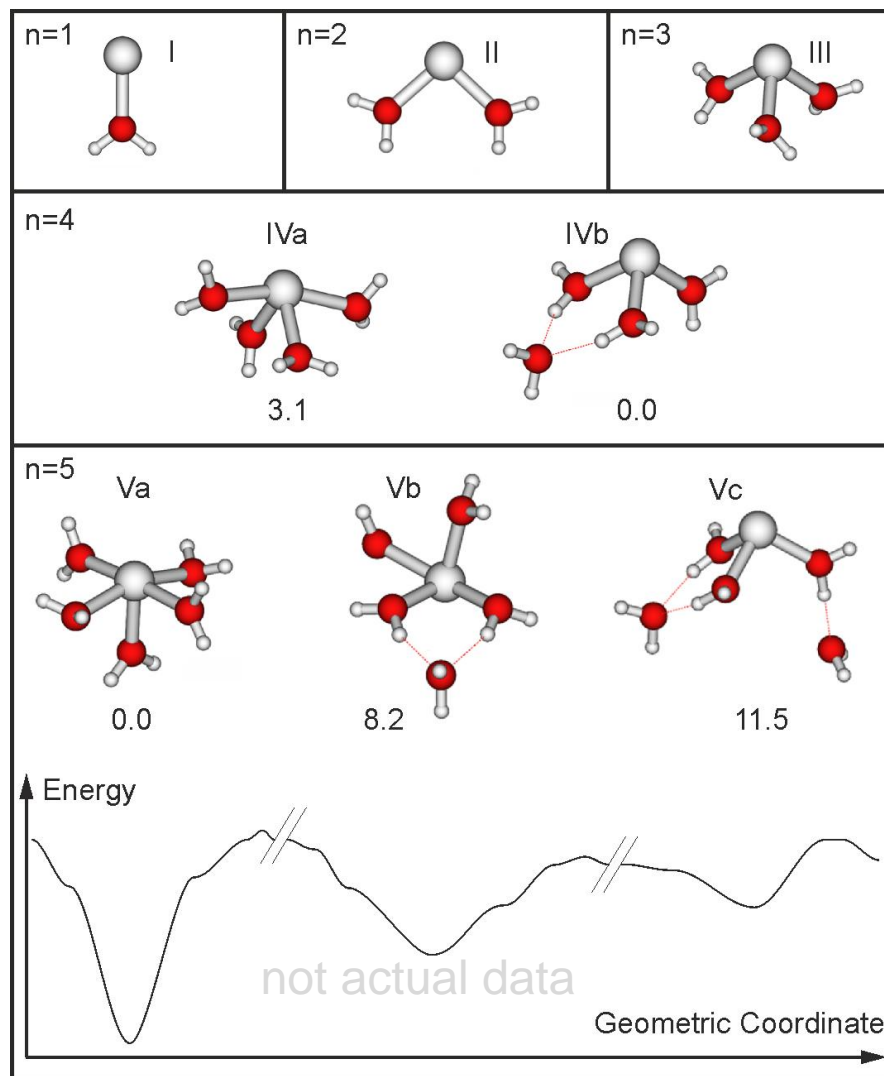 n=1
I
n=2
II
n=3
III
n=4
IVa
IVb
3.1
0.0
n=5
Va
Vb
Vc
0.0
8.2
11.5
Energy
not actual data
Geometric Coordinate